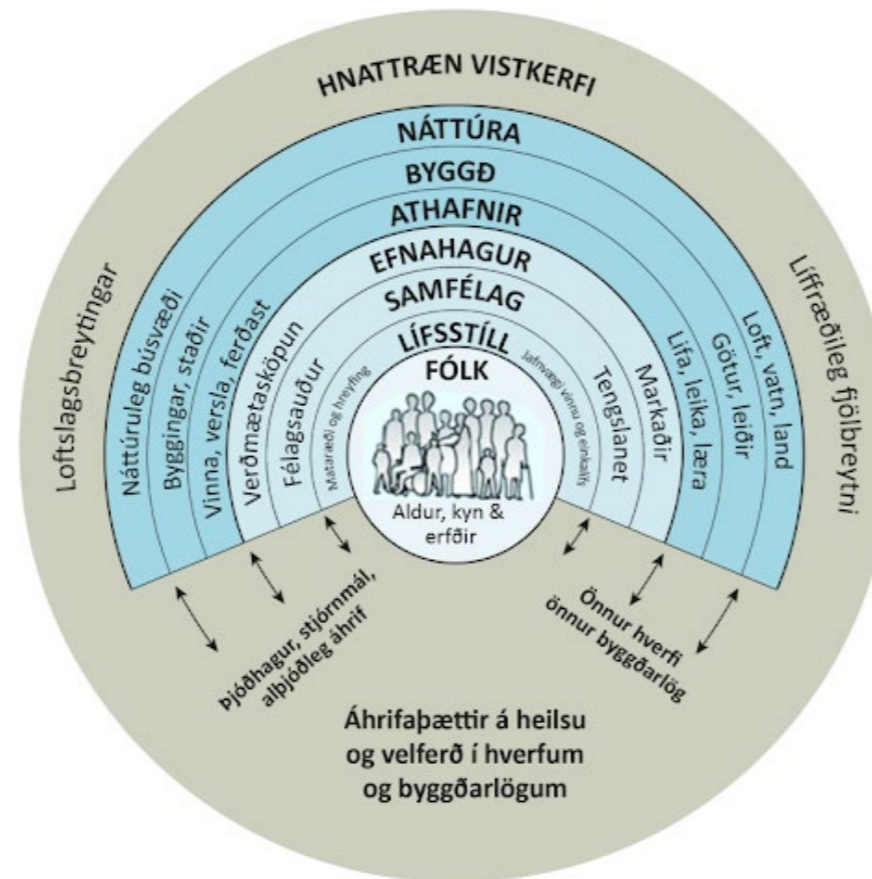 HNATTRÆN VISTKERFI
Loftslagsbreytingar
Líffræðileg fjölbreytni
NÁTTÚRA
Náttúruleg búsvæði
Loft, vatn, land
BYGGÐ
Byggingar, staðir
Götur, leiðir
ATHAFNIR
Vinna, versla, ferðast
Lifa, leika, læra
EFNAHAGUR
Verðmætasköpun
Markaðir
SAMFÉLAG
Félagsauður
Tengslanet
LÍFSSTÍLL
Mataræði og hreyfing
Jafnvægi vinnu og einkalífs
FÓLK
Aldur, kyn &
erfðir
Þjóðhagur, stjórnmál,
alþjóðleg áhrif
Önnur hverfi
önnur byggðarlög
Áhrifaþættir á heilsu
og velferð í hverfum
og byggðarlögum